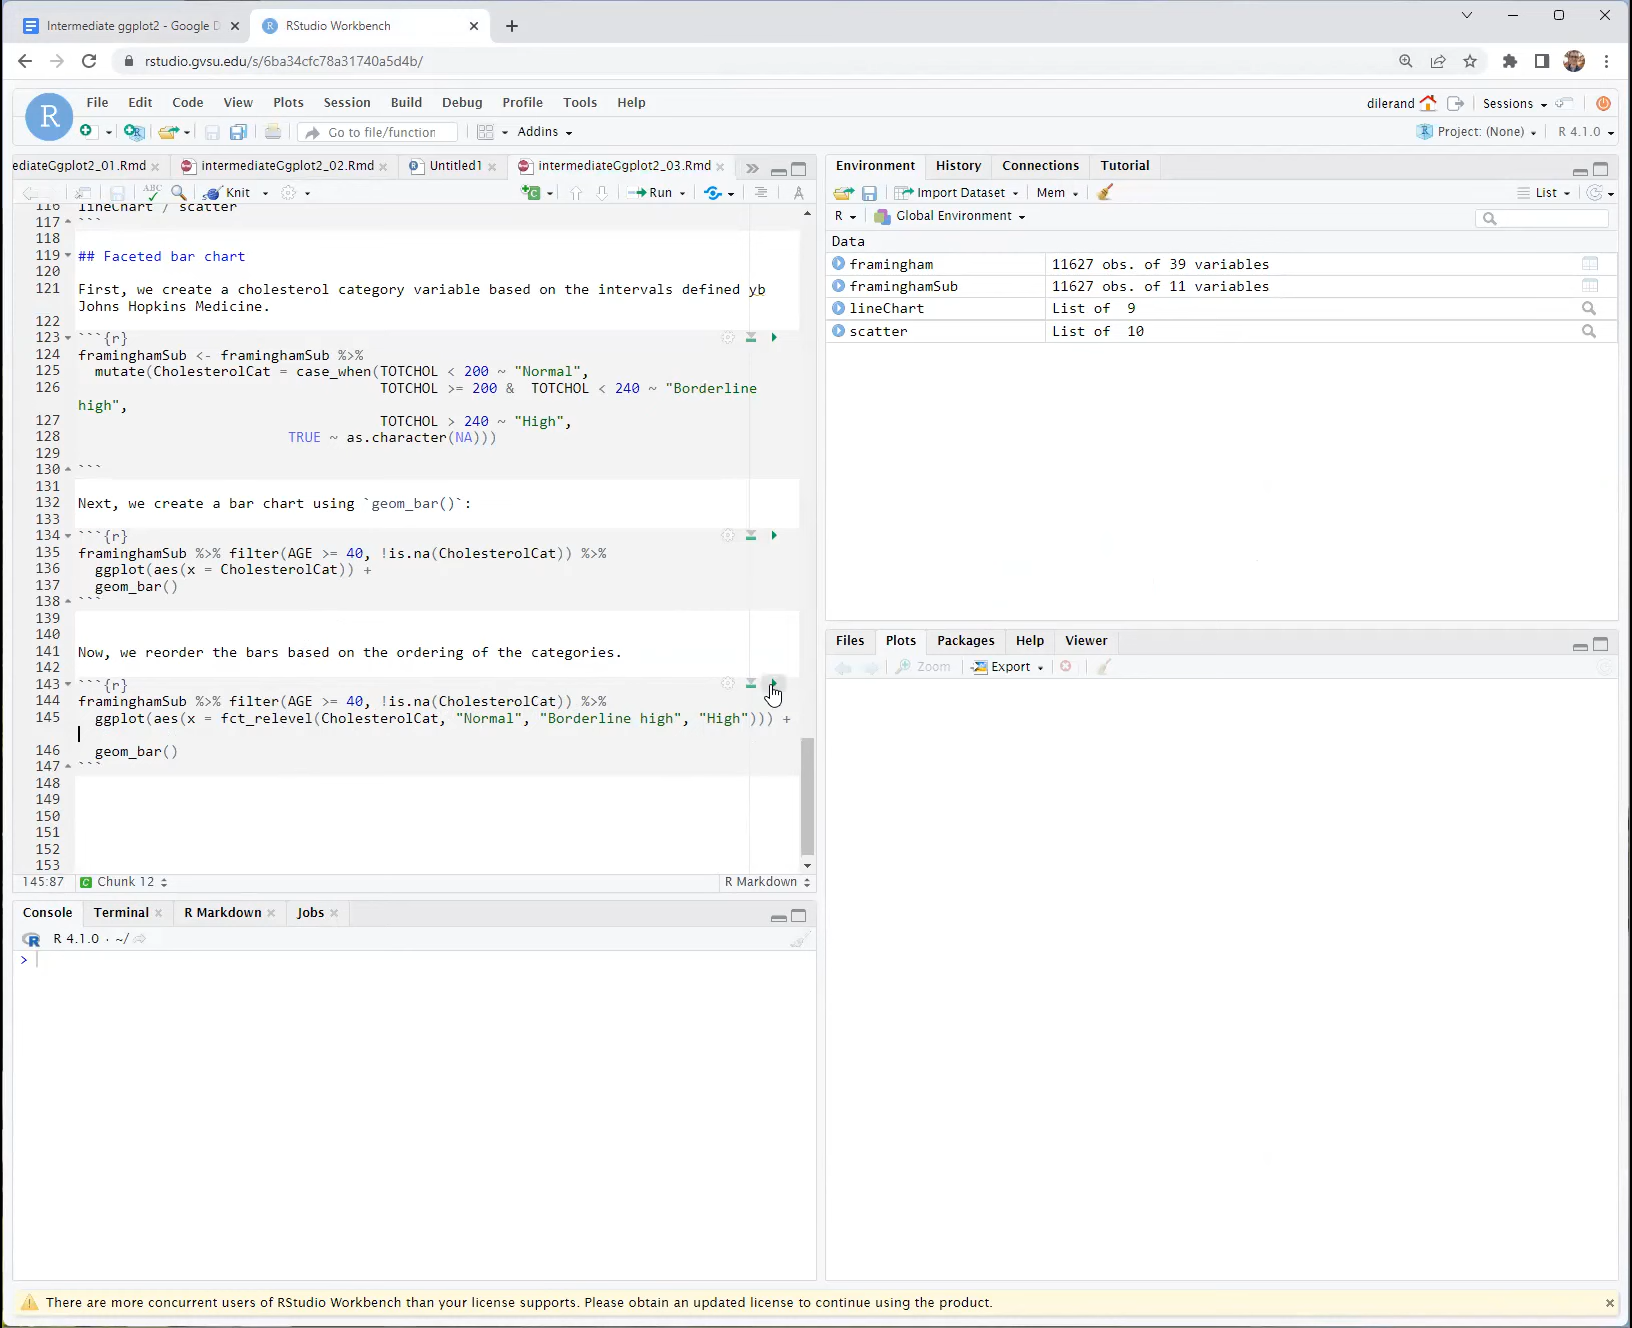 Intermediate ggplot2 - Google D
RStudio Workbench
rstudio.gvsu.edu/s/6ba34cfc78a31740a5d4b/
R
File Edit Code View Plots Session Build Debug Profile Tools Help
dilerand Sessions
Go to file/function Addins
Project: (None) R 4.1.0
ediateGgplot2_01.Rmd intermediateGgplot2_02.Rmd Untitled1 intermediateGgplot2_03.Rmd
ABC Knit Run
116 lineChart / scatter
117 ```
118
119 ## Faceted bar chart
120
121 First, we create a cholesterol category variable based on the intervals defined yb
Johns Hopkins Medicine.
122
123 ```{r}
124 framinghamSub <- framinghamSub %>%
125 mutate(CholesterolCat = case_when(TOTCHOL < 200 ~ "Normal",
126 TOTCHOL >= 200 & TOTCHOL < 240 ~ "Borderline
high",
127 TOTCHOL > 240 ~ "High",
128 TRUE ~ as.character(NA)))
129
130 ```
131
132 Next, we create a bar chart using `geom_bar()`:
133
134 ```{r}
135 framinghamSub %>% filter(AGE >= 40, !is.na(CholesterolCat)) %>%
136 ggplot(aes(x = CholesterolCat)) +
137 geom_bar()
138 ```
139
140
141 Now, we reorder the bars based on the ordering of the categories.
142
143 ```{r}
144 framinghamSub %>% filter(AGE >= 40, !is.na(CholesterolCat)) %>%
145 ggplot(aes(x = fct_relevel(CholesterolCat, "Normal", "Borderline high", "High"))) +
146 geom_bar()
147 ```
148
149
150
151
152
153
145:87 Chunk 12 R Markdown
Console Terminal R Markdown Jobs
R 4.1.0 · ~/
>
Environment History Connections Tutorial
Import Dataset Mem List
R Global Environment
Data
framingham 11627 obs. of 39 variables
framinghamSub 11627 obs. of 11 variables
lineChart List of 9
scatter List of 10
Files Plots Packages Help Viewer
Zoom Export
There are more concurrent users of RStudio Workbench than your license supports. Please obtain an updated license to continue using the product.